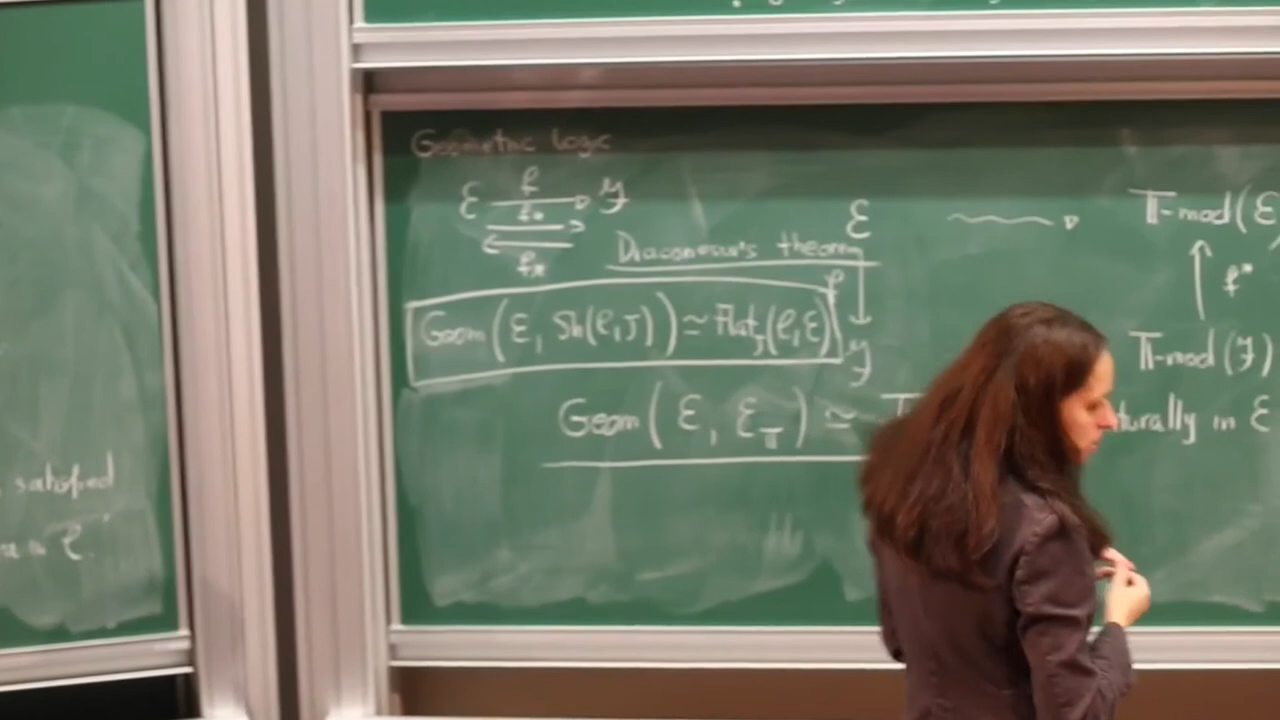 Geometric logic
ℰ f ℱ
f*
f*
Diaconescu's theorem
Geom(ℰ, Sh(𝒞,J)) ≃ Flat_J(𝒞,ℰ)
ℰ
f
ℱ
𝕋-mod(ℰ
f*
𝕋-mod(ℱ)
Geom(ℰ, ℰ_𝕋) ≃
turally in ℰ
satisfied
in 𝒞.